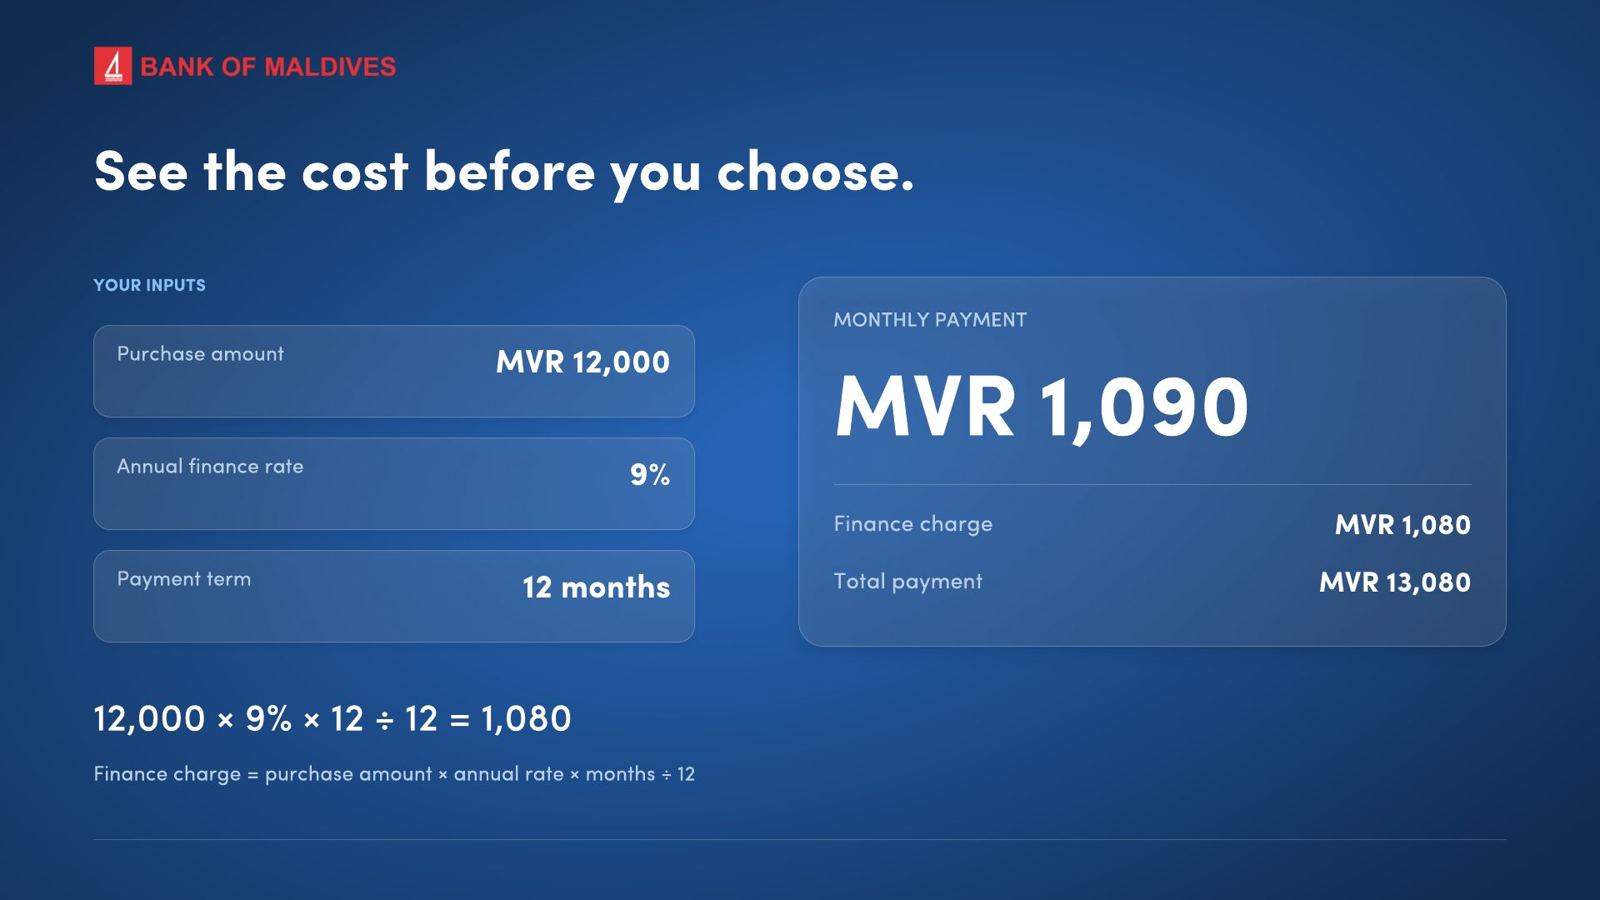 BANK OF MALDIVES
See the cost before you choose.
YOUR INPUTS
Purchase amount MVR 12,000
Annual finance rate 9%
Payment term 12 months
12,000 × 9% × 12 ÷ 12 = 1,080
Finance charge = purchase amount × annual rate × months ÷ 12
MONTHLY PAYMENT
MVR 1,090
Finance charge MVR 1,080
Total payment MVR 13,080